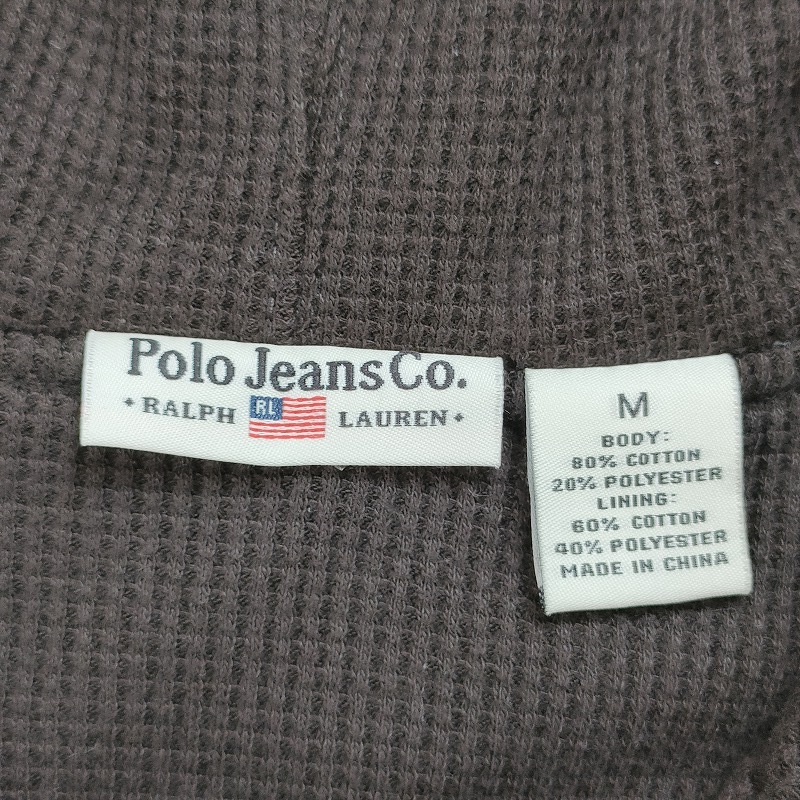 Polo Jeans Co.
• RALPH RL LAUREN •
M
BODY:
80% COTTON
20% POLYESTER
LINING:
60% COTTON
40% POLYESTER
MADE IN CHINA